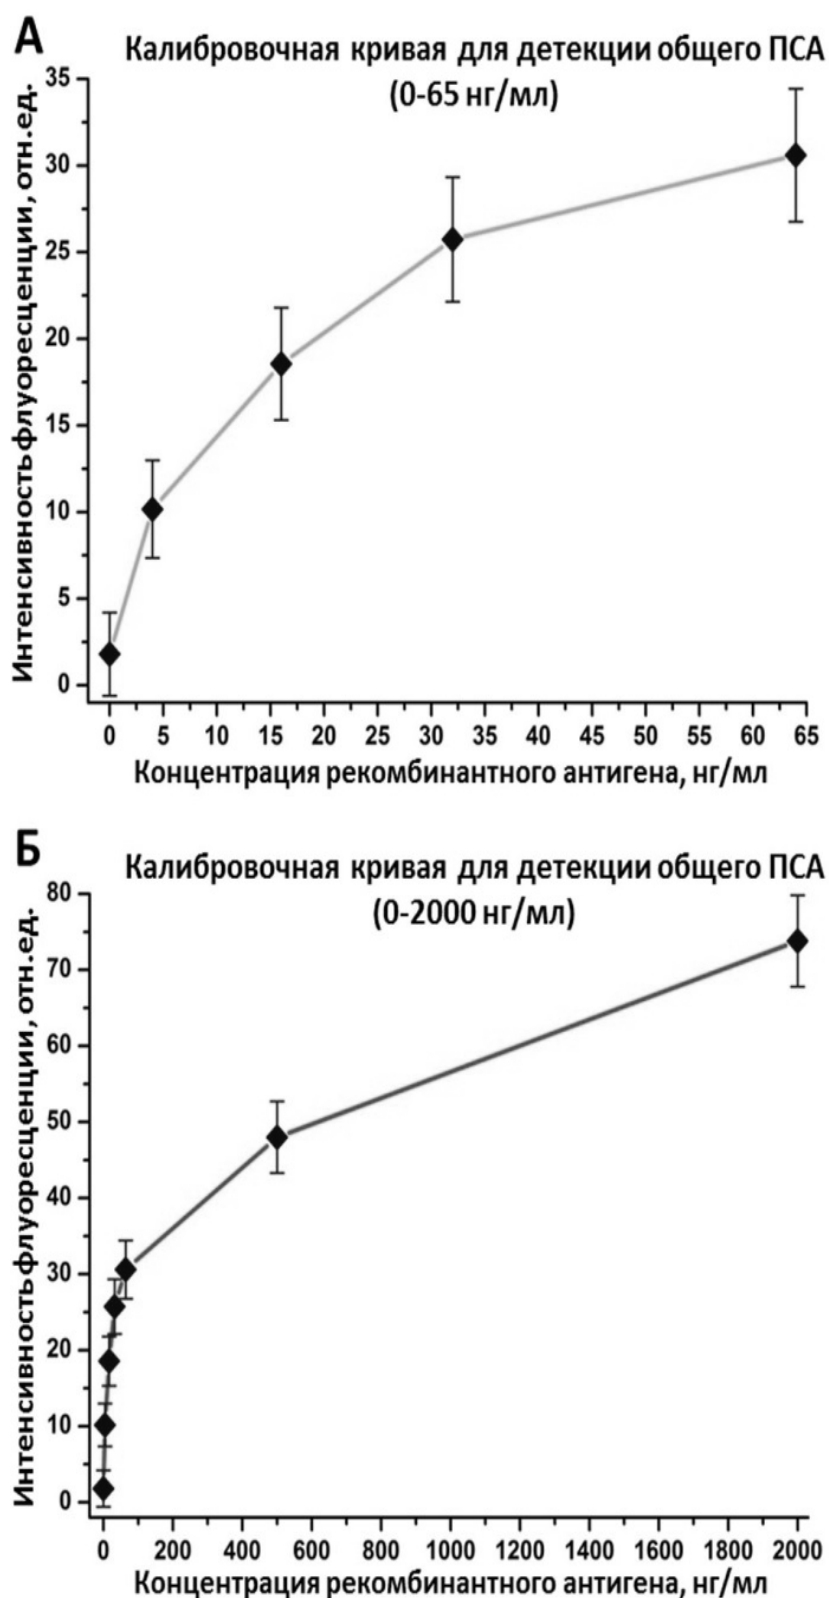 А
Калибровочная кривая для детекции общего ПСА
(0-65 нг/мл)
Интенсивность флуоресценции, отн.ед.
35
30
25
20
15
10
5
0
0 5 10 15 20 25 30 35 40 45 50 55 60 65
Концентрация рекомбинантного антигена, нг/мл
Б
Калибровочная кривая для детекции общего ПСА
(0-2000 нг/мл)
Интенсивность флуоресценции, отн.ед.
80
70
60
50
40
30
20
10
0
0 200 400 600 800 1000 1200 1400 1600 1800 2000
Концентрация рекомбинантного антигена, нг/мл